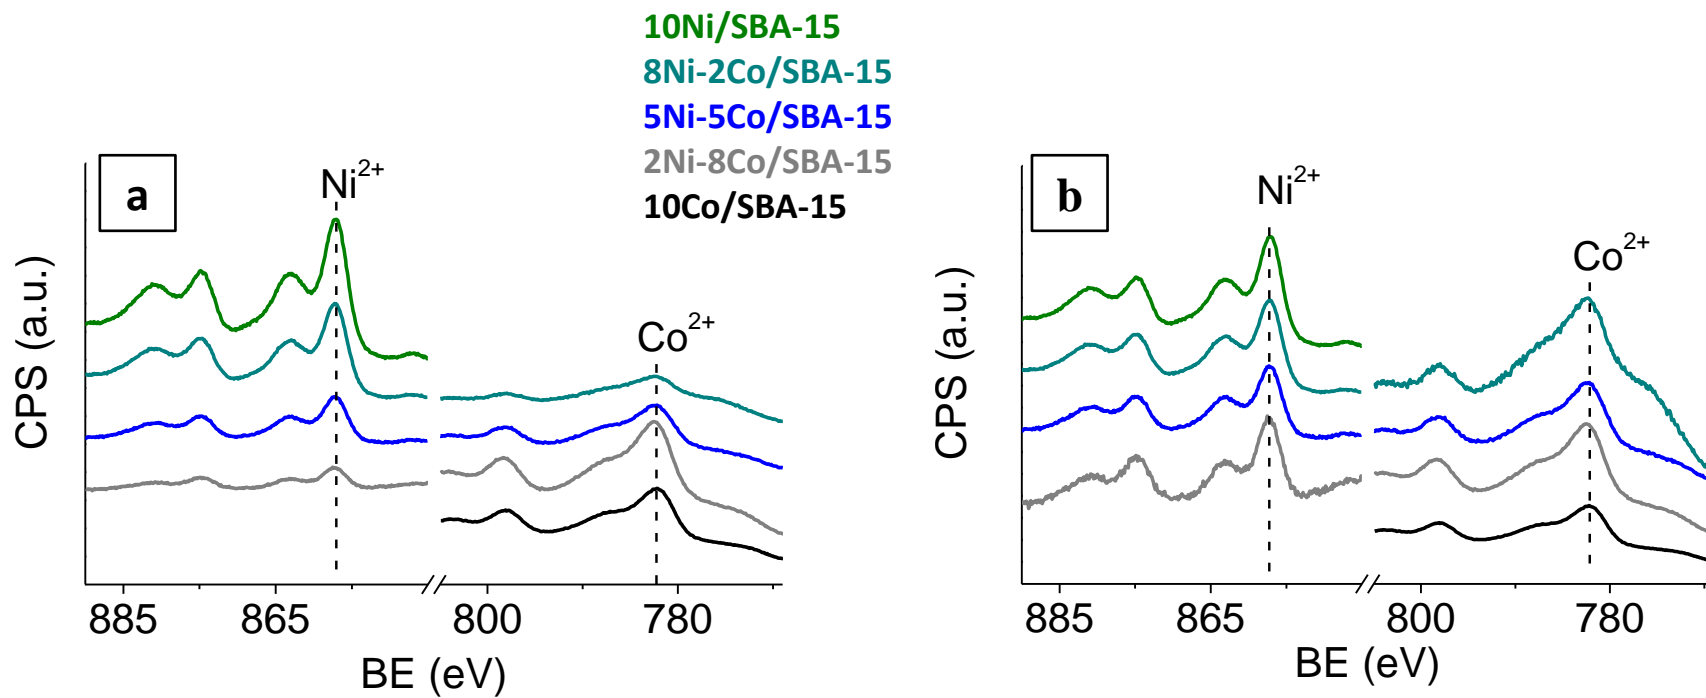 10Ni/SBA-15
8Ni-2Co/SBA-15
5Ni-5Co/SBA-15
2Ni-8Co/SBA-15
10Co/SBA-15
a
Ni²⁺
Co²⁺
CPS (a.u.)
885 865 800 780
BE (eV)
b
Ni²⁺
Co²⁺
CPS (a.u.)
885 865 800 780
BE (eV)